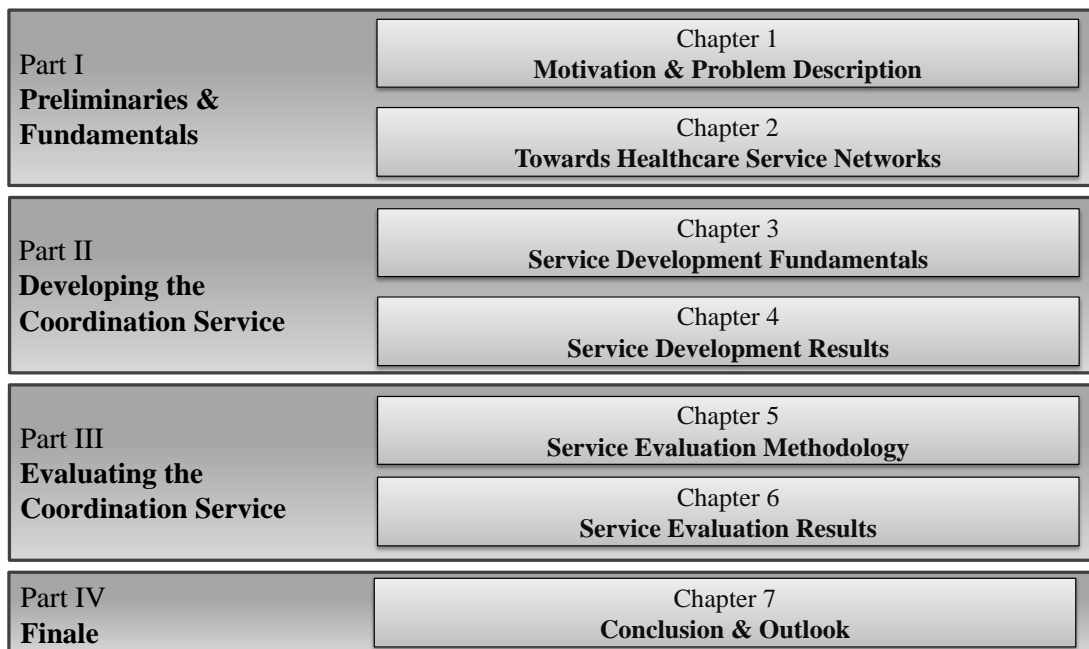 Part I
Preliminaries &
Fundamentals
Chapter 1
Motivation & Problem Description
Chapter 2
Towards Healthcare Service Networks
Part II
Developing the
Coordination Service
Chapter 3
Service Development Fundamentals
Chapter 4
Service Development Results
Part III
Evaluating the
Coordination Service
Chapter 5
Service Evaluation Methodology
Chapter 6
Service Evaluation Results
Part IV
Finale
Chapter 7
Conclusion & Outlook